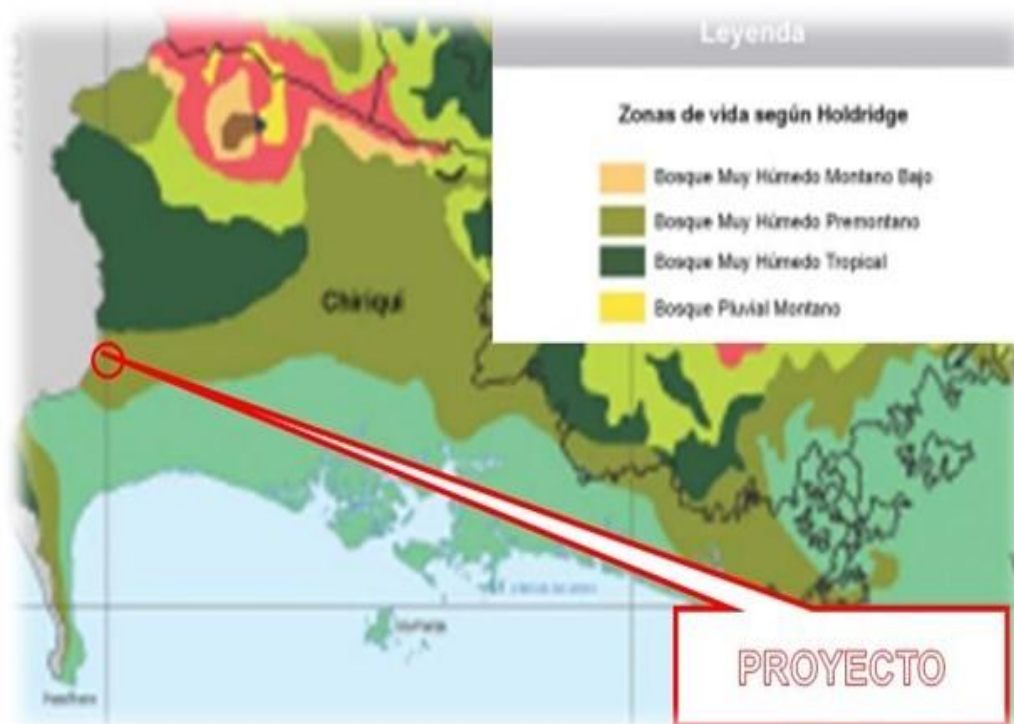 Leyenda
Zonas de vida según Holdridge
Bosque Muy Húmedo Montano Bajo
Bosque Muy Húmedo Premontano
Bosque Muy Húmedo Tropical
Bosque Pluvial Montano
Chiriquí
PROYECTO